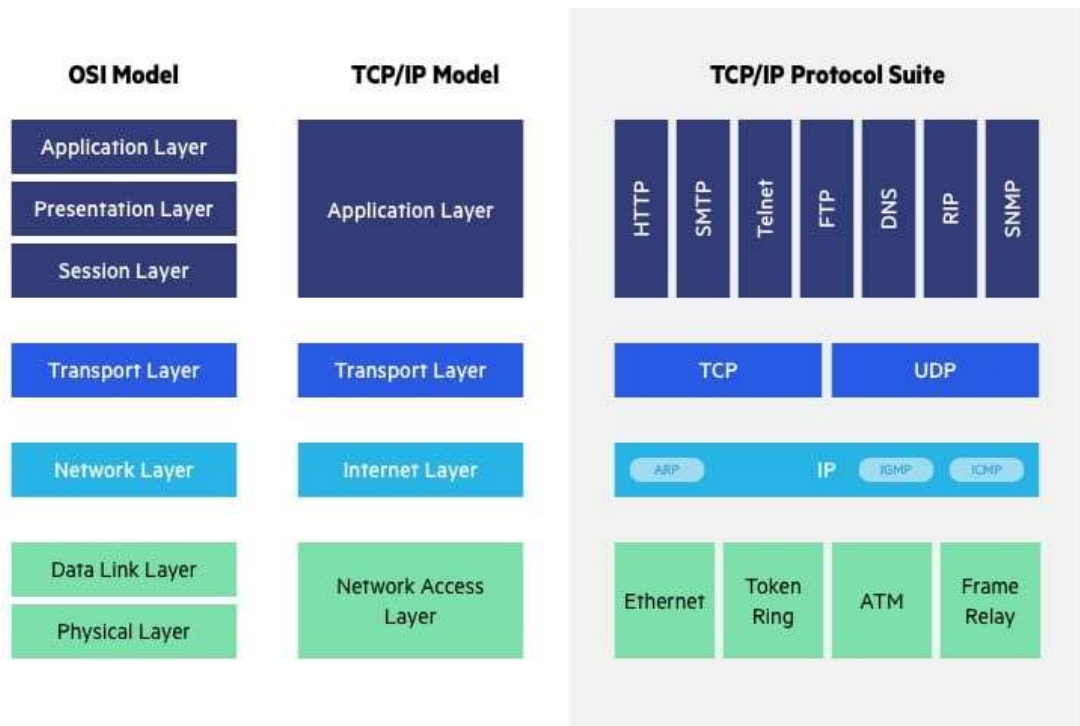 OSI Model
Application Layer
Presentation Layer
Session Layer
Transport Layer
Network Layer
Data Link Layer
Physical Layer
TCP/IP Model
Application Layer
Transport Layer
Internet Layer
Network Access
Layer
TCP/IP Protocol Suite
HTTP
SMTP
Telnet
FTP
DNS
RIP
SNMP
TCP
UDP
ARP
IP
IGMP
ICMP
Ethernet
Token
Ring
ATM
Frame
Relay